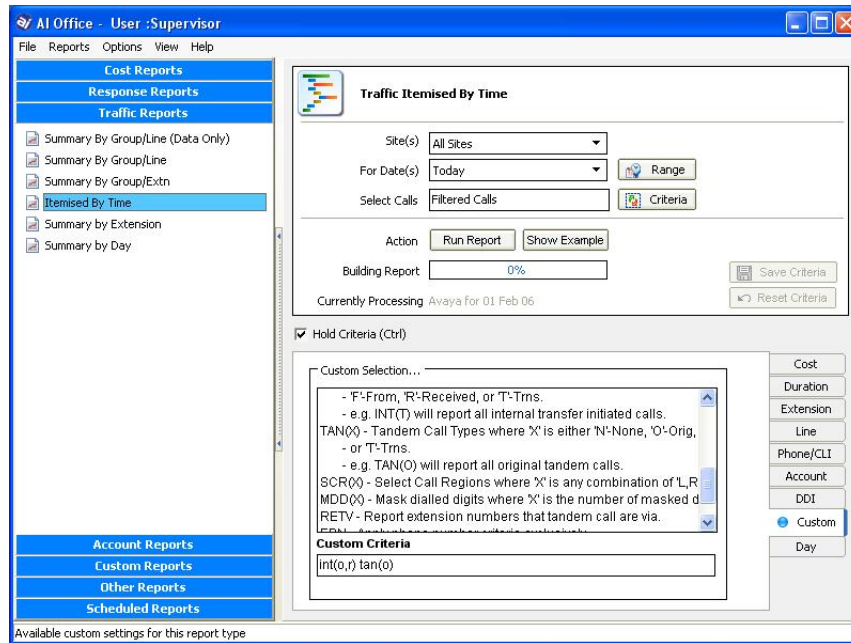 AI Office - User :Supervisor
File Reports Options View Help
Cost Reports
Response Reports
Traffic Reports
Summary By Group/Line (Data Only)
Summary By Group/Line
Summary By Group/Extn
Itemised By Time
Summary by Extension
Summary by Day
Account Reports
Custom Reports
Other Reports
Scheduled Reports
Traffic Itemised By Time
Site(s) All Sites
For Date(s) Today Range
Select Calls Filtered Calls Criteria
Action Run Report Show Example
Building Report 0% Save Criteria
Currently Processing Avaya for 01 Feb 06 Reset Criteria
Hold Criteria (Ctrl)
Custom Selection...
- 'F'-From, 'R'-Received, or 'T'-Trns.
- e.g. INT(T) will report all internal transfer initiated calls.
TAN(X) - Tandem Call Types where 'X' is either 'N'-None, 'O'-Orig,
- or 'T'-Trns.
- e.g. TAN(O) will report all original tandem calls.
SCR(X) - Select Call Regions where 'X' is any combination of 'L,R
MDD(X) - Mask dialled digits where 'X' is the number of masked d
RETV - Report extension numbers that tandem call are via.
Custom Criteria
int(o,r) tan(o)
Cost
Duration
Extension
Line
Phone/CLI
Account
DDI
Custom
Day
Available custom settings for this report type